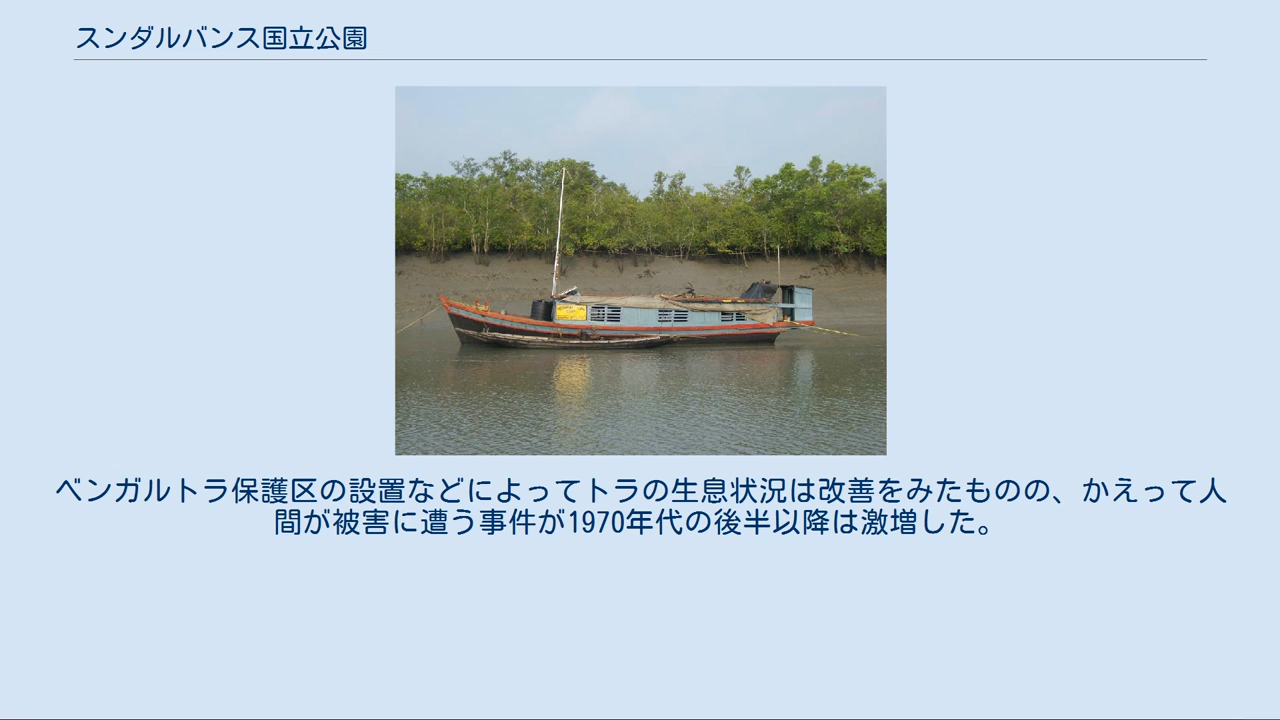 スンダルバンス国立公園
ベンガルトラ保護区の設置などによってトラの生息状況は改善をみたものの、かえって人
間が被害に遭う事件が1970年代の後半以降は激増した。